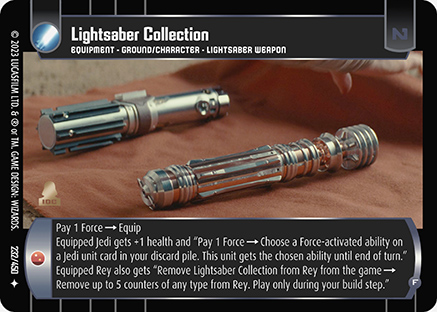 Lightsaber Collection
EQUIPMENT - GROUND/CHARACTER - LIGHTSABER WEAPON
N
© 2023 LUCASFILM LTD. & ® or TM. GAME DESIGN: WIZARDS.
IDC
Pay 1 Force → Equip
Equipped Jedi gets +1 health and "Pay 1 Force → Choose a Force-activated ability on
a Jedi unit card in your discard pile. This unit gets the chosen ability until end of turn."
Equipped Rey also gets "Remove Lightsaber Collection from Rey from the game →
Remove up to 5 counters of any type from Rey. Play only during your build step."
222/450
F